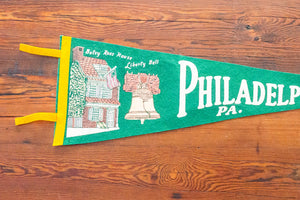 Betsy Ross House
Liberty Bell
PHILADELP
PA.